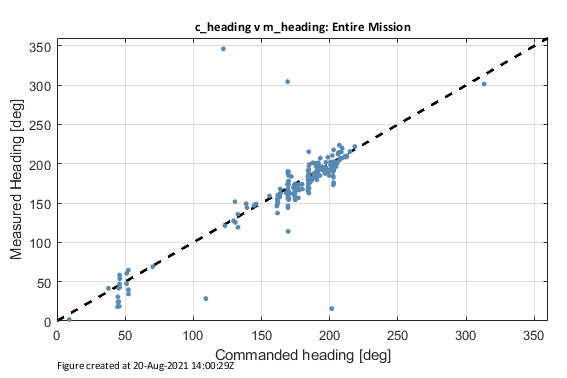 c_heading v m_heading: Entire Mission
350
300
250
200
150
100
50
0
Measured Heading [deg]
0 50 100 150 200 250 300 350
Commanded heading [deg]
Figure created at 20-Aug-2021 14:00:29Z